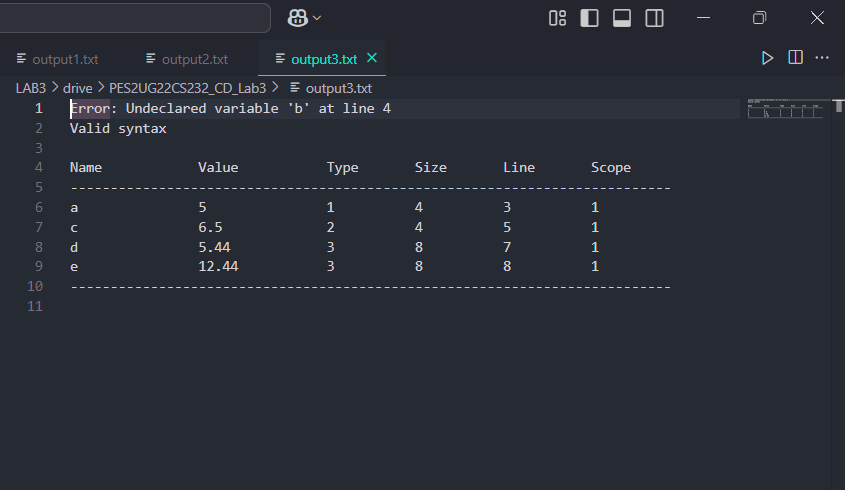 output1.txt output2.txt output3.txt
LAB3 > drive > PES2UG22CS232_CD_Lab3 > output3.txt
1 Error: Undeclared variable 'b' at line 4
2 Valid syntax
3
4 Name Value Type Size Line Scope
5 ---------------------------------------------------------------------------
6 a 5 1 4 3 1
7 c 6.5 2 4 5 1
8 d 5.44 3 8 7 1
9 e 12.44 3 8 8 1
10 ---------------------------------------------------------------------------
11